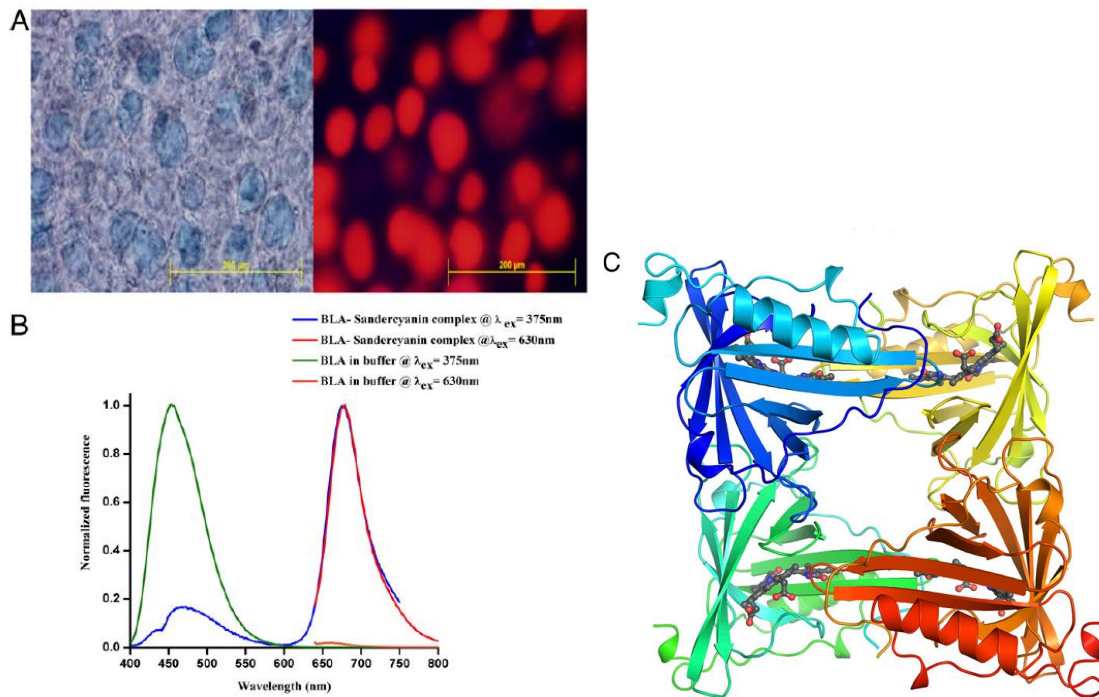 A
200 μm
200 μm
B
BLA- Sandercyanin complex @ λ ex= 375nm
BLA- Sandercyanin complex @λex= 630nm
BLA in buffer @ λex= 375nm
BLA in buffer @ λex= 630nm
Normalized fluorescence
1.0
0.8
0.6
0.4
0.2
0.0
400 450 500 550 600 650 700 750 800
Wavelength (nm)
C